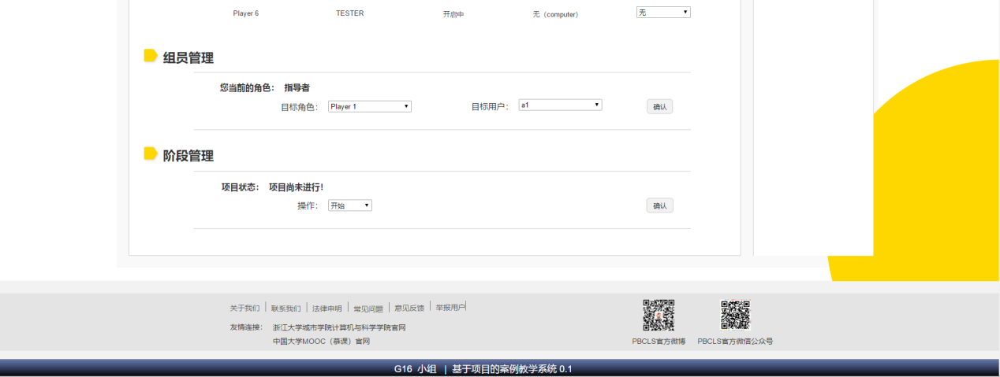 Player 6 TESTER 开启中 无（computer） 无
组员管理
您当前的角色： 指导者
目标角色： Player 1 目标用户： a1 确认
阶段管理
项目状态： 项目尚未进行！
操作： 开始 确认
关于我们 联系我们 法律申明 常见问题 意见反馈 举报用户
友情连接： 浙江大学城市学院计算机与科学学院官网
中国大学MOOC（慕课）官网
PBCLS官方微博 PBCLS官方微信公众号
G16 小组 | 基于项目的案例教学系统 0.1